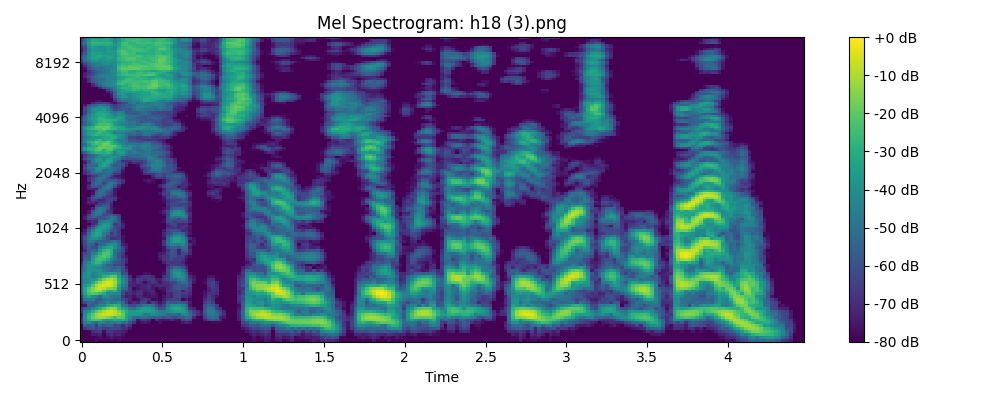 Mel Spectrogram: h18 (3).png
8192
4096
2048
1024
512
0
Hz
0 0.5 1 1.5 2 2.5 3 3.5 4
Time
+0 dB
-10 dB
-20 dB
-30 dB
-40 dB
-50 dB
-60 dB
-70 dB
-80 dB